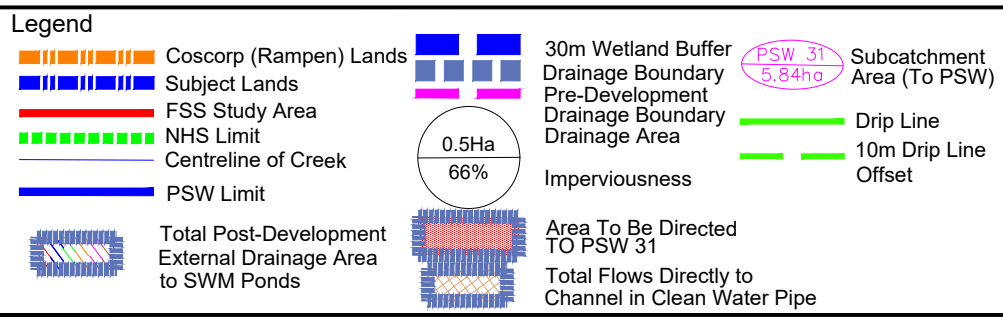 Legend
Coscorp (Rampen) Lands
Subject Lands
FSS Study Area
NHS Limit
Centreline of Creek
PSW Limit
Total Post-Development
External Drainage Area
to SWM Ponds
30m Wetland Buffer
Drainage Boundary
Pre-Development
Drainage Boundary
Drainage Area
0.5Ha
66%
Imperviousness
Area To Be Directed
TO PSW 31
Total Flows Directly to
Channel in Clean Water Pipe
PSW 31
5.84ha
Subcatchment
Area (To PSW)
Drip Line
10m Drip Line
Offset